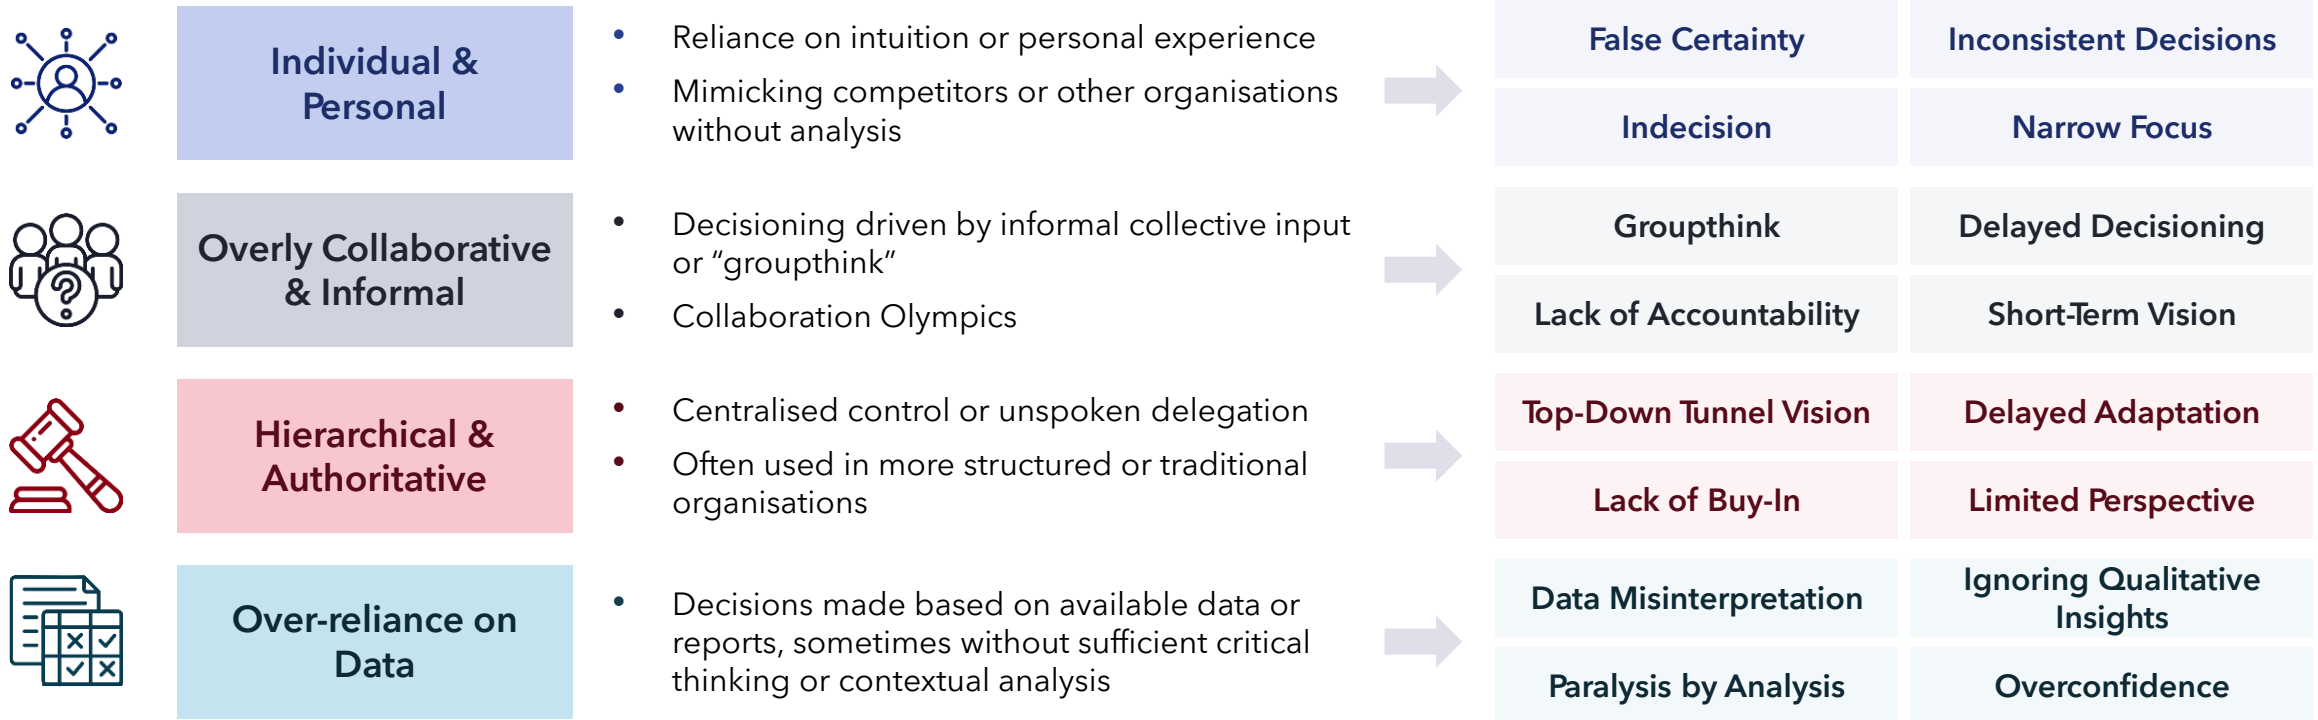 Individual &
Personal
• Reliance on intuition or personal experience
• Mimicking competitors or other organisations
without analysis
False Certainty
Inconsistent Decisions
Indecision
Narrow Focus
Overly Collaborative
& Informal
• Decisioning driven by informal collective input
or “groupthink”
• Collaboration Olympics
Groupthink
Delayed Decisioning
Lack of Accountability
Short-Term Vision
Hierarchical &
Authoritative
• Centralised control or unspoken delegation
• Often used in more structured or traditional
organisations
Top-Down Tunnel Vision
Delayed Adaptation
Lack of Buy-In
Limited Perspective
Over-reliance on
Data
• Decisions made based on available data or
reports, sometimes without sufficient critical
thinking or contextual analysis
Data Misinterpretation
Ignoring Qualitative
Insights
Paralysis by Analysis
Overconfidence